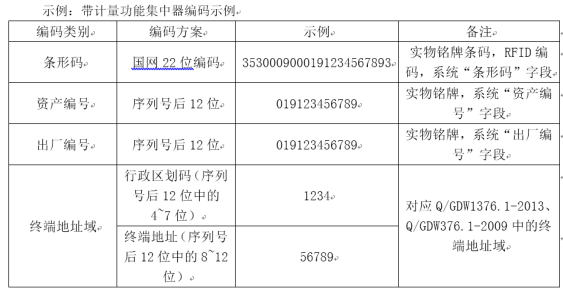 示例：带计量功能集中器编码示例
编码类别
编码方案
示例
备注
条形码
国网 22 位编码
3530009000191234567893
实物铭牌条码，RFID 编
码，系统“条形码”字段
资产编号
序列号后 12 位
019123456789
实物铭牌，系统“资产编
号”字段
出厂编号
序列号后 12 位
019123456789
实物铭牌，系统“出厂编
号”字段
终端地址域
行政区划码（序列
号后 12 位中的
4~7 位）
1234
终端地址（序列号
后 12 位中的 8~12
位）
56789
对应 Q/GDW1376.1-2013、
Q/GDW376.1-2009 中的终
端地址域